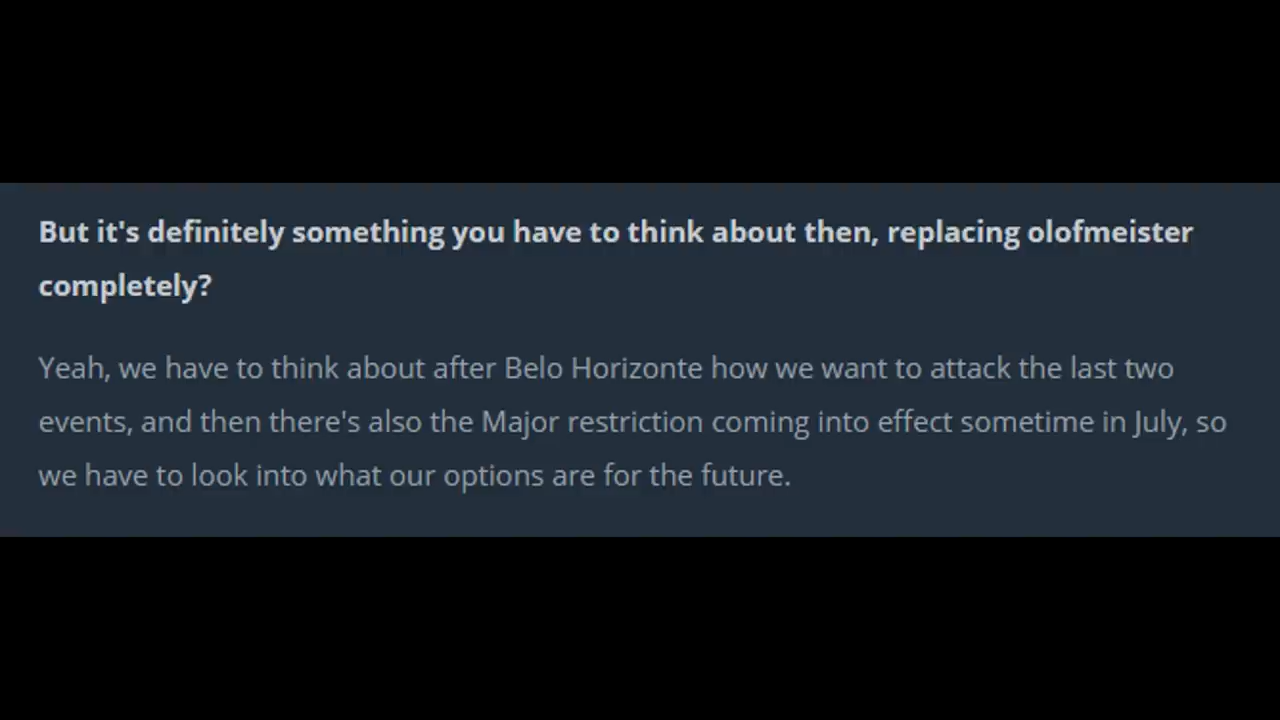 But it's definitely something you have to think about then, replacing olofmeister
completely?
Yeah, we have to think about after Belo Horizonte how we want to attack the last two
events, and then there's also the Major restriction coming into effect sometime in July, so
we have to look into what our options are for the future.